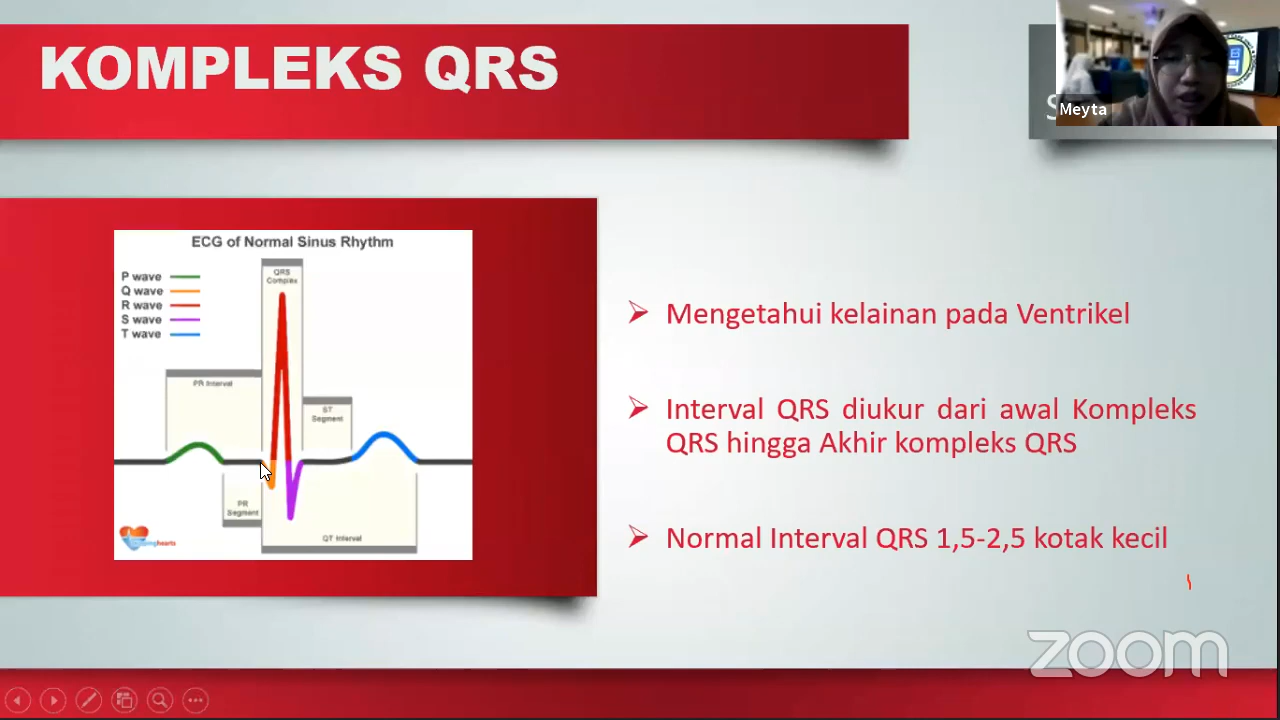 KOMPLEKS QRS
Meyta
ECG of Normal Sinus Rhythm
QRS
Complex
P wave
Q wave
R wave
S wave
T wave
PR Interval
ST
Segment
PR
Segment
QT Interval
Mengetahui kelainan pada Ventrikel
Interval QRS diukur dari awal Kompleks
QRS hingga Akhir kompleks QRS
Normal Interval QRS 1,5-2,5 kotak kecil
zoom